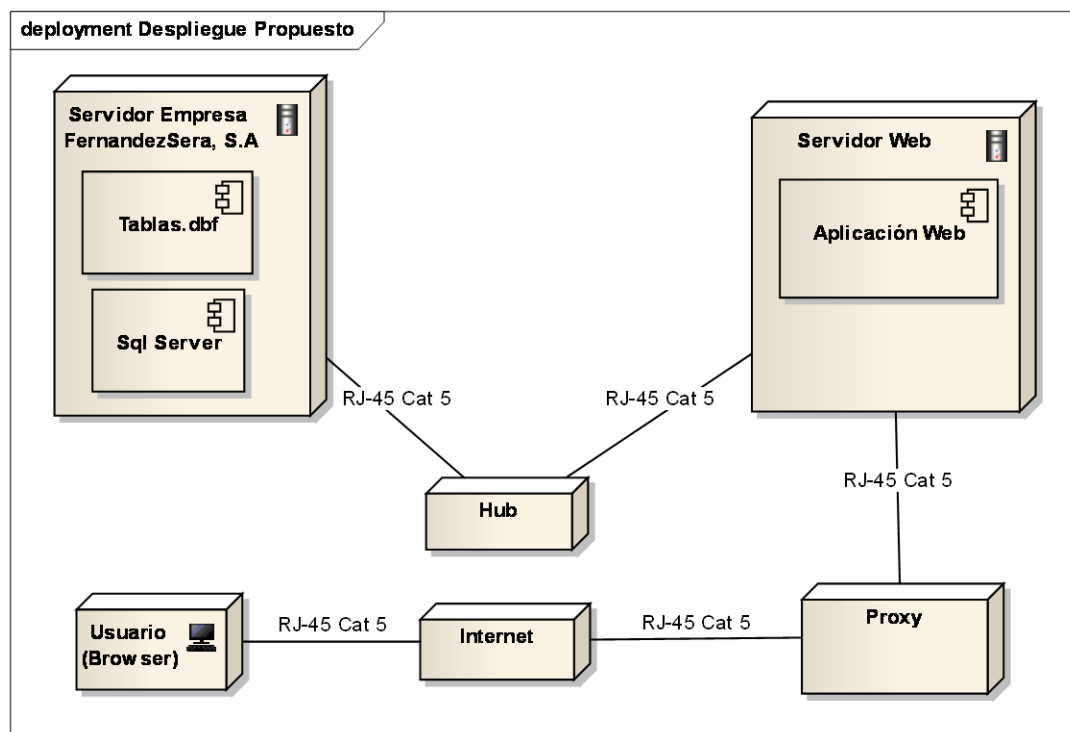 deployment Despliegue Propuesto
Servidor Empresa
FernandezSera, S.A
Tablas.dbf
Sql Server
Servidor Web
Aplicación Web
RJ-45 Cat 5
RJ-45 Cat 5
RJ-45 Cat 5
Hub
Usuario
(Browser)
RJ-45 Cat 5
Internet
RJ-45 Cat 5
Proxy